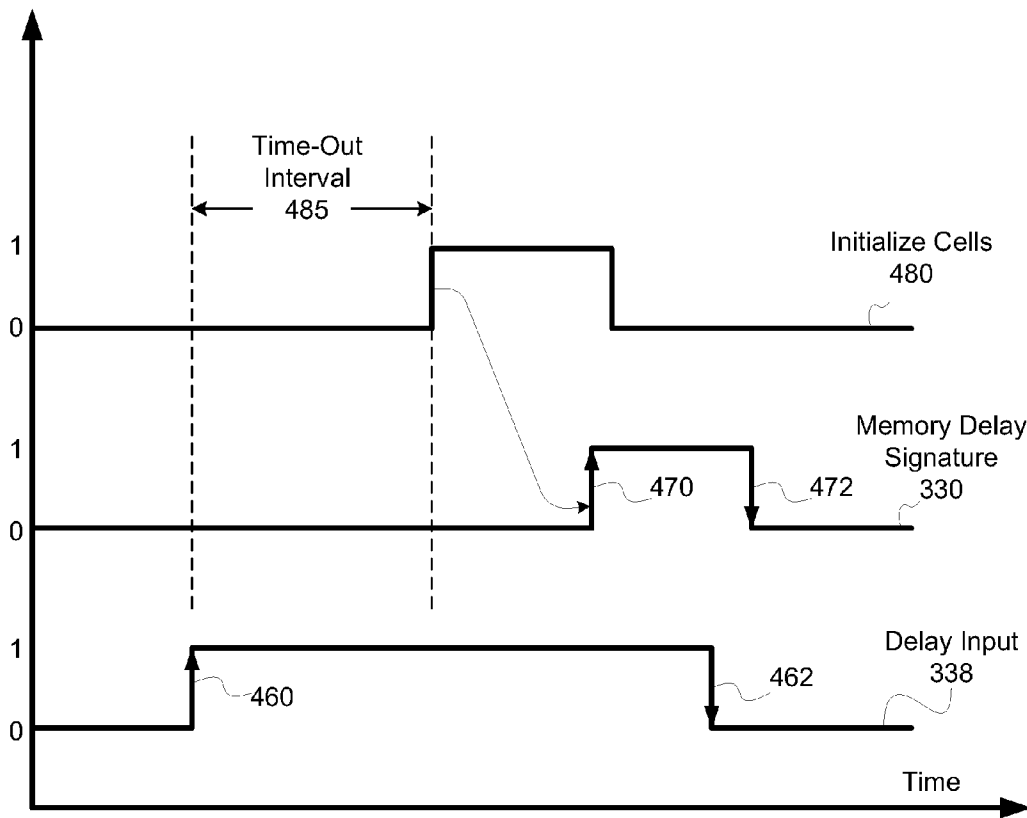 Time-Out
Interval
485
1
Initialize Cells
480
0
1
Memory Delay
Signature
330
470
472
0
1
Delay Input
338
460
462
0
Time